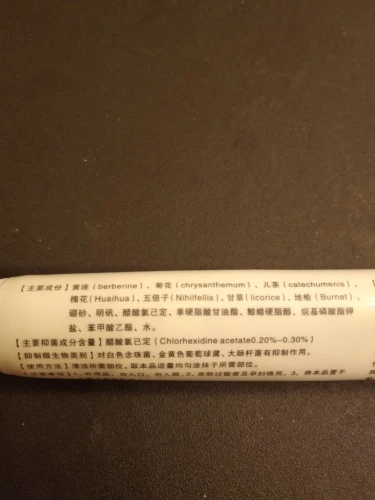 【主要成份】黄连（berberine）、菊花（chrysanthemum）、儿茶（catechumenis）、
槐花（Huaihua）、五倍子（Nihilfellis）、甘草（licorice）、地榆（Burnet）、
硼砂、明矾、醋酸氯己定、单硬脂酸甘油酯、鲸蜡硬脂醇、烷基磷酸酯钾
盐、苯甲酸乙酯、水。
【主要抑菌成分含量】醋酸氯己定（Chlorhexidine acetate0.20%-0.30%）
【抑制微生物类别】对白色念珠菌、金黄色葡萄球菌、大肠杆菌有抑制作用。
【使用方法】清洁所需部位，取本品适量均匀涂抹于所需部位。